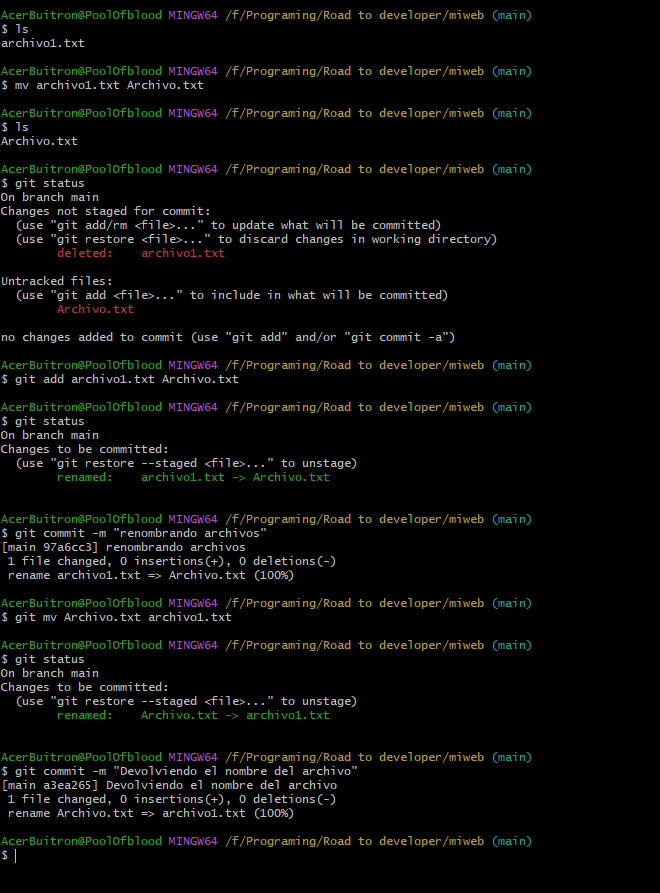 AcerBuitron@PoolOfblood MINGW64 /f/Programing/Road to developer/miweb (main)
$ ls
archivo1.txt
AcerBuitron@PoolOfblood MINGW64 /f/Programing/Road to developer/miweb (main)
$ mv archivo1.txt Archivo.txt
AcerBuitron@PoolOfblood MINGW64 /f/Programing/Road to developer/miweb (main)
$ ls
Archivo.txt
AcerBuitron@PoolOfblood MINGW64 /f/Programing/Road to developer/miweb (main)
$ git status
On branch main
Changes not staged for commit:
  (use "git add/rm <file>..." to update what will be committed)
  (use "git restore <file>..." to discard changes in working directory)
        deleted:    archivo1.txt
Untracked files:
  (use "git add <file>..." to include in what will be committed)
        Archivo.txt
no changes added to commit (use "git add" and/or "git commit -a")
AcerBuitron@PoolOfblood MINGW64 /f/Programing/Road to developer/miweb (main)
$ git add archivo1.txt Archivo.txt
AcerBuitron@PoolOfblood MINGW64 /f/Programing/Road to developer/miweb (main)
$ git status
On branch main
Changes to be committed:
  (use "git restore --staged <file>..." to unstage)
        renamed:    archivo1.txt -> Archivo.txt
AcerBuitron@PoolOfblood MINGW64 /f/Programing/Road to developer/miweb (main)
$ git commit -m "renombrando archivos"
[main 97a6cc3] renombrando archivos
 1 file changed, 0 insertions(+), 0 deletions(-)
 rename archivo1.txt => Archivo.txt (100%)
AcerBuitron@PoolOfblood MINGW64 /f/Programing/Road to developer/miweb (main)
$ git mv Archivo.txt archivo1.txt
AcerBuitron@PoolOfblood MINGW64 /f/Programing/Road to developer/miweb (main)
$ git status
On branch main
Changes to be committed:
  (use "git restore --staged <file>..." to unstage)
        renamed:    Archivo.txt -> archivo1.txt
AcerBuitron@PoolOfblood MINGW64 /f/Programing/Road to developer/miweb (main)
$ git commit -m "Devolviendo el nombre del archivo"
[main a3ea265] Devolviendo el nombre del archivo
 1 file changed, 0 insertions(+), 0 deletions(-)
 rename Archivo.txt => archivo1.txt (100%)
AcerBuitron@PoolOfblood MINGW64 /f/Programing/Road to developer/miweb (main)
$